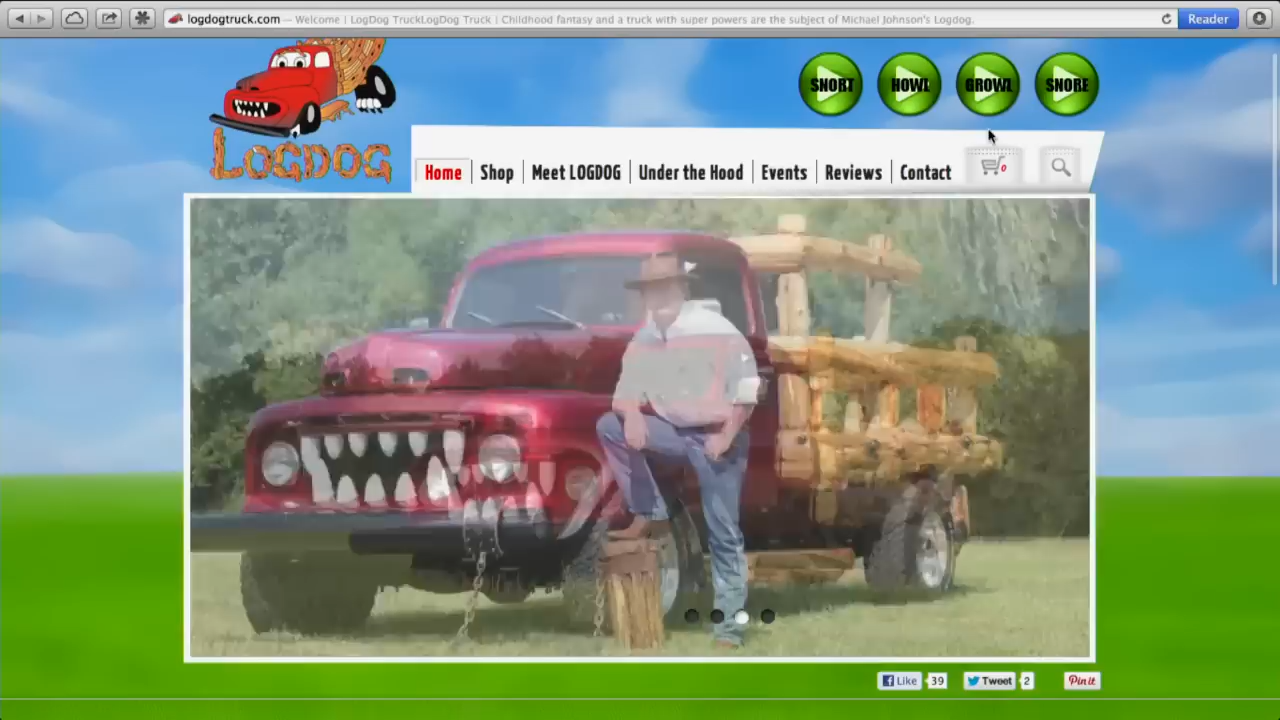 logdogtruck.com — Welcome | LogDog TruckLogDog Truck | Childhood fantasy and a truck with super powers are the subject of Michael Johnson's Logdog.
Reader
SNORT HOWL GROWL SNORE
LOGDOG
Home Shop Meet LOGDOG Under the Hood Events Reviews Contact 0
Like 39 Tweet 2 Pin it